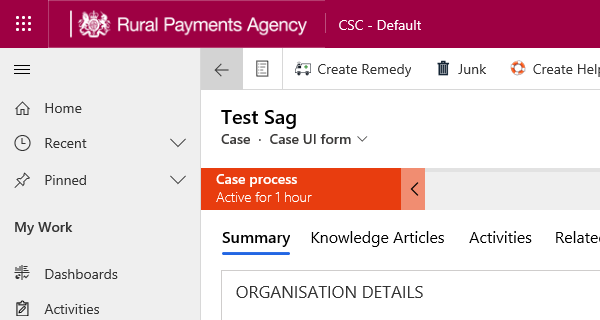 Rural Payments Agency CSC - Default
Create Remedy Junk Create Help
Home
Test Sag
Case · Case UI form
Recent
Pinned
Case process
Active for 1 hour
My Work
Summary Knowledge Articles Activities Relate
Dashboards
ORGANISATION DETAILS
Activities